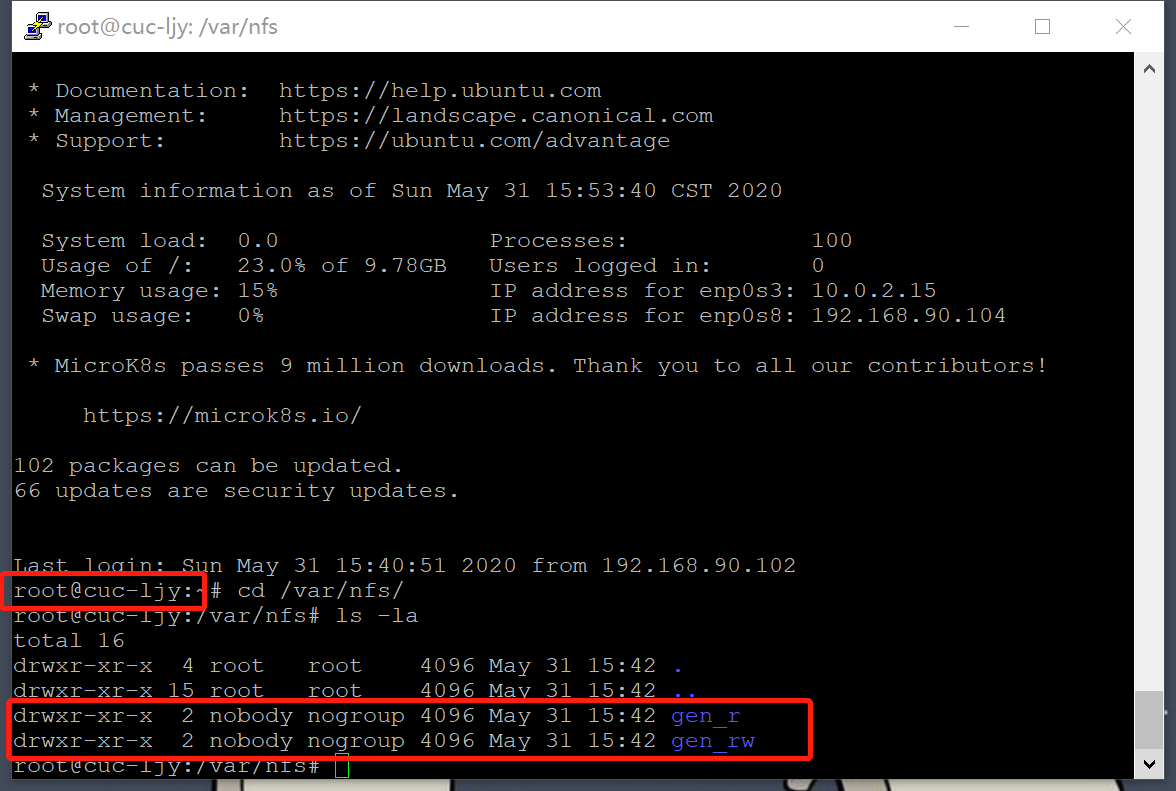 root@cuc-ljy: /var/nfs
* Documentation:  https://help.ubuntu.com
* Management:     https://landscape.canonical.com
* Support:        https://ubuntu.com/advantage
System information as of Sun May 31 15:53:40 CST 2020
System load:  0.0               Processes:             100
Usage of /:   23.0% of 9.78GB   Users logged in:       0
Memory usage: 15%               IP address for enp0s3: 10.0.2.15
Swap usage:   0%                IP address for enp0s8: 192.168.90.104
* MicroK8s passes 9 million downloads. Thank you to all our contributors!
https://microk8s.io/
102 packages can be updated.
66 updates are security updates.
Last login: Sun May 31 15:40:51 2020 from 192.168.90.102
root@cuc-ljy:~# cd /var/nfs/
root@cuc-ljy:/var/nfs# ls -la
total 16
drwxr-xr-x  4 root   root    4096 May 31 15:42 .
drwxr-xr-x 15 root   root    4096 May 31 15:42 ..
drwxr-xr-x  2 nobody nogroup 4096 May 31 15:42 gen_r
drwxr-xr-x  2 nobody nogroup 4096 May 31 15:42 gen_rw
root@cuc-ljy:/var/nfs#